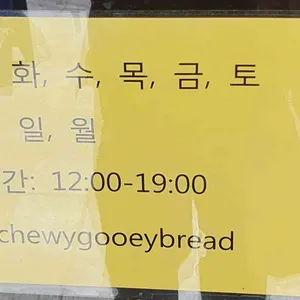 화, 수, 목, 금, 토
일, 월
간: 12:00-19:00
chewygooeybread